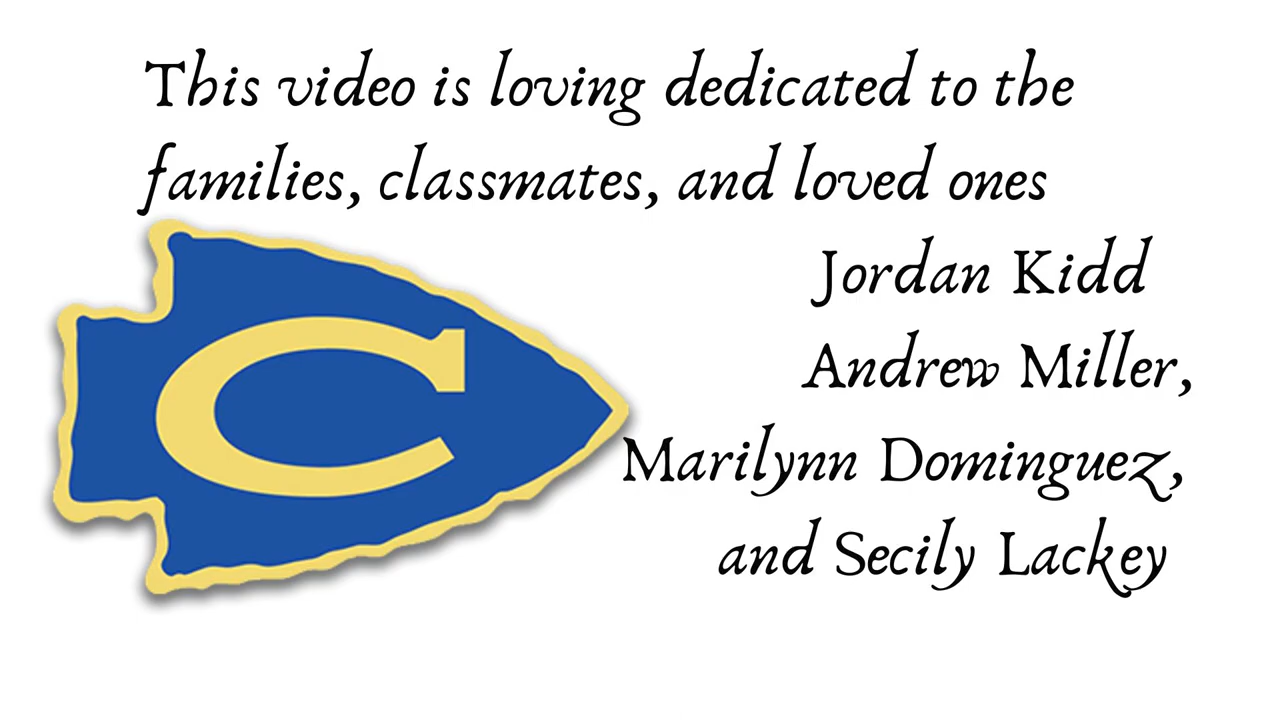 This video is loving dedicated to the
families, classmates, and loved ones
Jordan Kidd
Andrew Miller,
Marilynn Dominguez,
and Secily Lackey
C